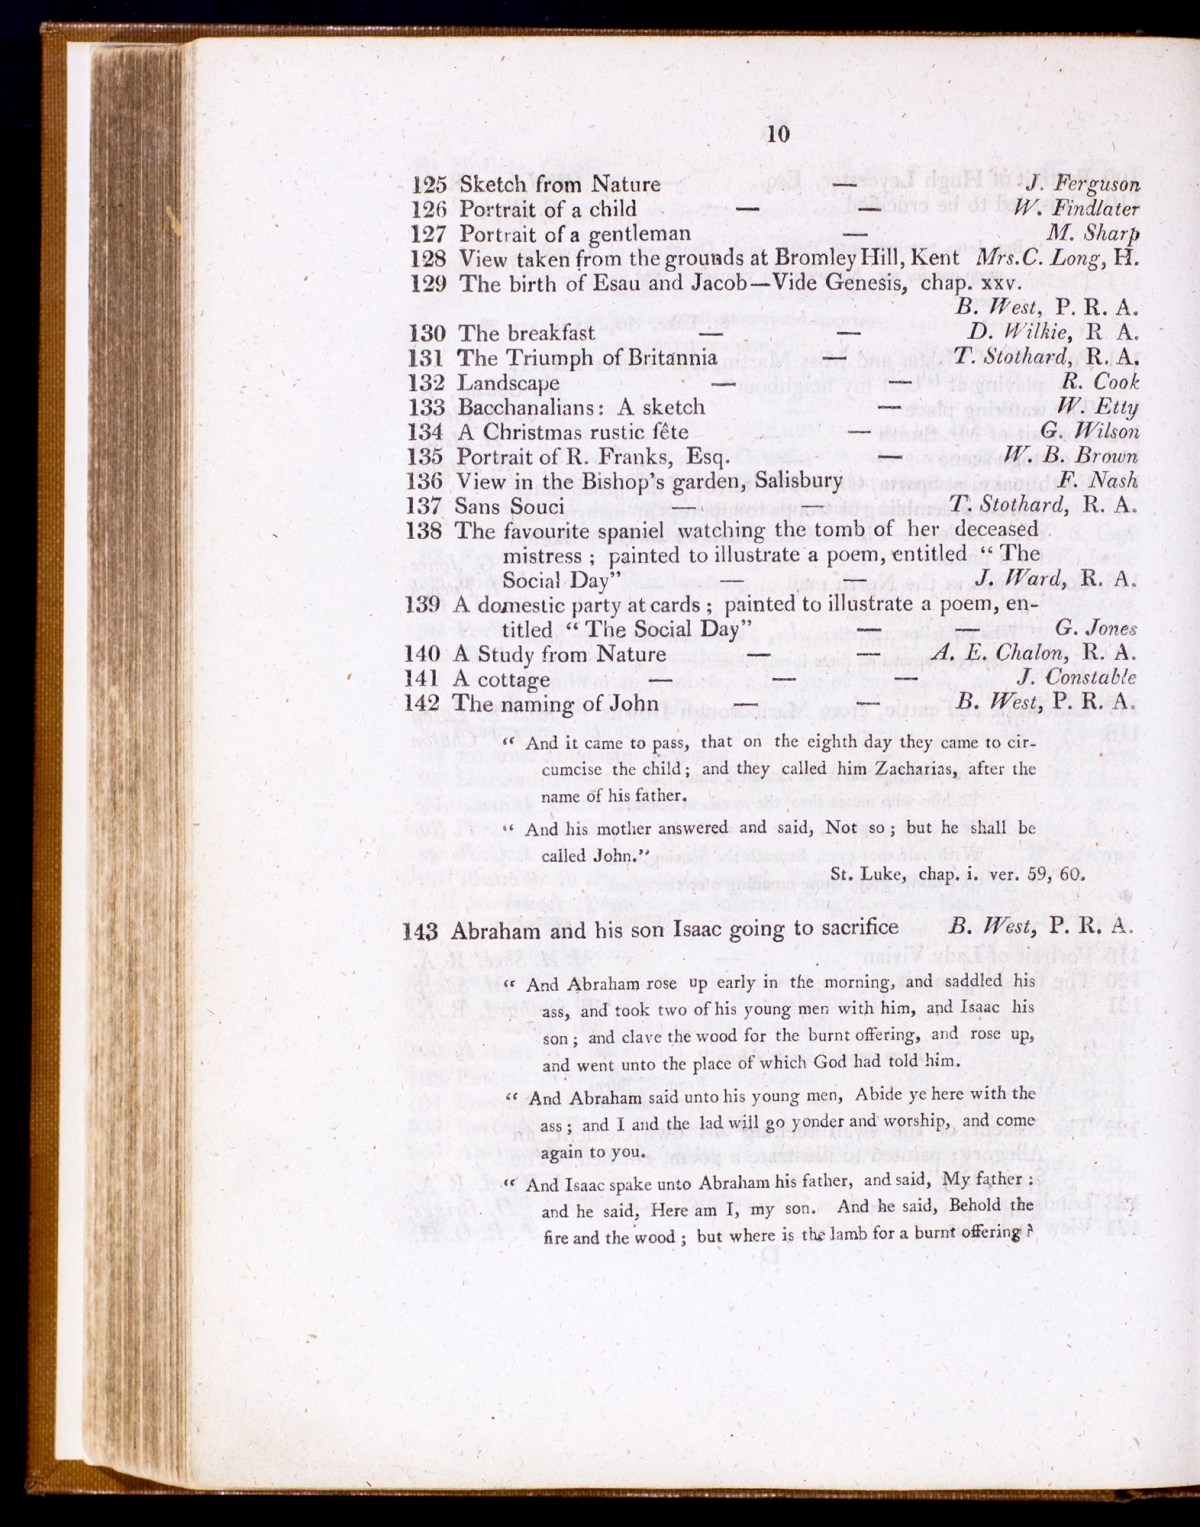 10
125 Sketch from Nature — J. Ferguson
126 Portrait of a child — — W. Findlater
127 Portrait of a gentleman — M. Sharp
128 View taken from the grounds at Bromley Hill, Kent Mrs. C. Long, H.
129 The birth of Esau and Jacob—Vide Genesis, chap. xxv.
B. West, P. R. A.
130 The breakfast — — D. Wilkie, R A.
131 The Triumph of Britannia — T. Stothard, R. A.
132 Landscape — — R. Cook
133 Bacchanalians: A sketch — W. Etty
134 A Christmas rustic fête — G. Wilson
135 Portrait of R. Franks, Esq. — W. B. Brown
136 View in the Bishop's garden, Salisbury F. Nash
137 Sans Souci — — T. Stothard, R. A.
138 The favourite spaniel watching the tomb of her deceased
mistress ; painted to illustrate a poem, entitled “ The
Social Day” — — J. Ward, R. A.
139 A domestic party at cards ; painted to illustrate a poem, en-
titled “ The Social Day” — — G. Jones
140 A Study from Nature — — A. E. Chalon, R. A.
141 A cottage — — — J. Constable
142 The naming of John — — B. West, P. R. A.
“ And it came to pass, that on the eighth day they came to cir-
cumcise the child ; and they called him Zacharias, after the
name of his father.
“ And his mother answered and said, Not so ; but he shall be
called John.”
St. Luke, chap. i. ver. 59, 60.
143 Abraham and his son Isaac going to sacrifice B. West, P. R. A.
“ And Abraham rose up early in the morning, and saddled his
ass, and took two of his young men with him, and Isaac his
son ; and clave the wood for the burnt offering, and rose up,
and went unto the place of which God had told him.
“ And Abraham said unto his young men, Abide ye here with the
ass ; and I and the lad will go yonder and worship, and come
again to you.
“ And Isaac spake unto Abraham his father, and said, My father :
and he said, Here am I, my son. And he said, Behold the
fire and the wood ; but where is the lamb for a burnt offering ?